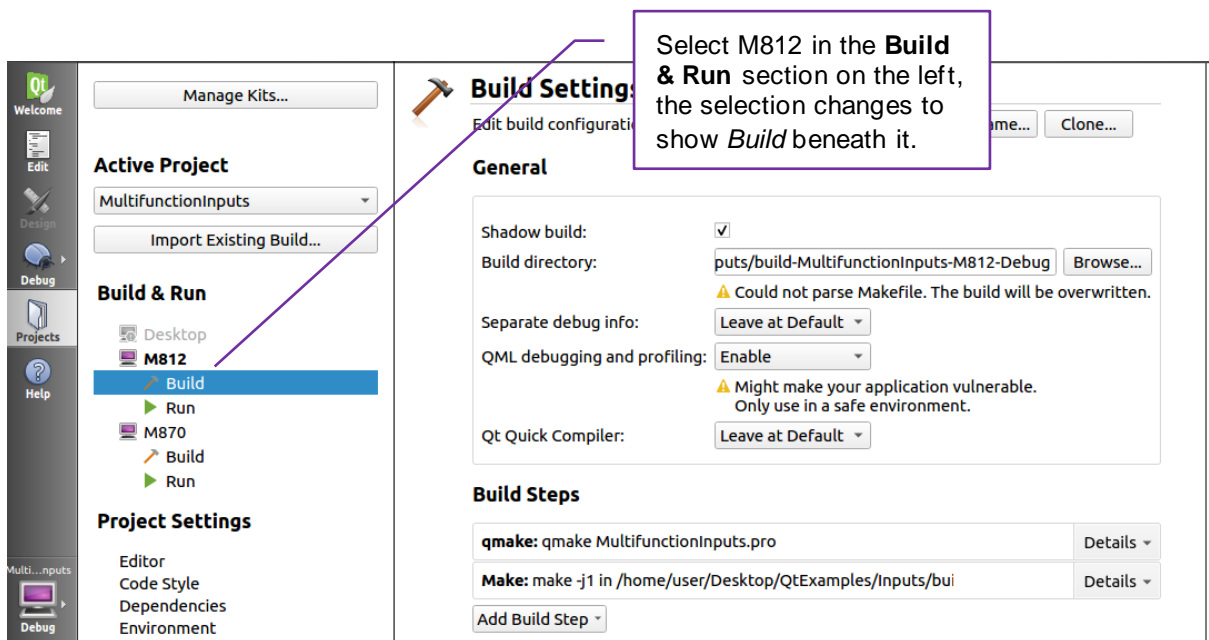 Select M812 in the Build
& Run section on the left,
the selection changes to
show Build beneath it.
Qt
Welcome
Edit
Design
Debug
Projects
Help
Multi...nputs
Debug
Manage Kits...
Active Project
MultifunctionInputs
Import Existing Build...
Build & Run
Desktop
M812
Build
Run
M870
Build
Run
Project Settings
Editor
Code Style
Dependencies
Environment
Build Settings
Edit build configurati me... Clone...
General
Shadow build:
Build directory: puts/build-MultifunctionInputs-M812-Debug Browse...
Could not parse Makefile. The build will be overwritten.
Separate debug info: Leave at Default
QML debugging and profiling: Enable
Might make your application vulnerable.
Only use in a safe environment.
Qt Quick Compiler: Leave at Default
Build Steps
qmake: qmake MultifunctionInputs.pro Details
Make: make -j1 in /home/user/Desktop/QtExamples/Inputs/bui Details
Add Build Step